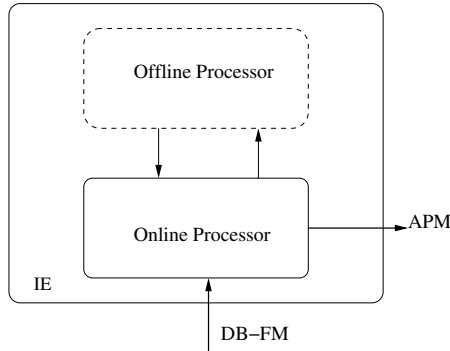 Offline Processor
Online Processor
APM
IE
DB−FM